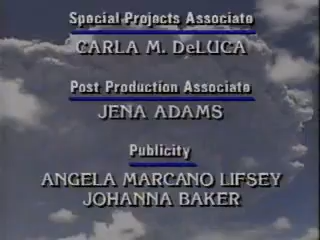 Special Projects Associate
CARLA M. DeLUCA
Post Production Associate
JENA ADAMS
Publicity
ANGELA MARCANO LIFSEY
JOHANNA BAKER